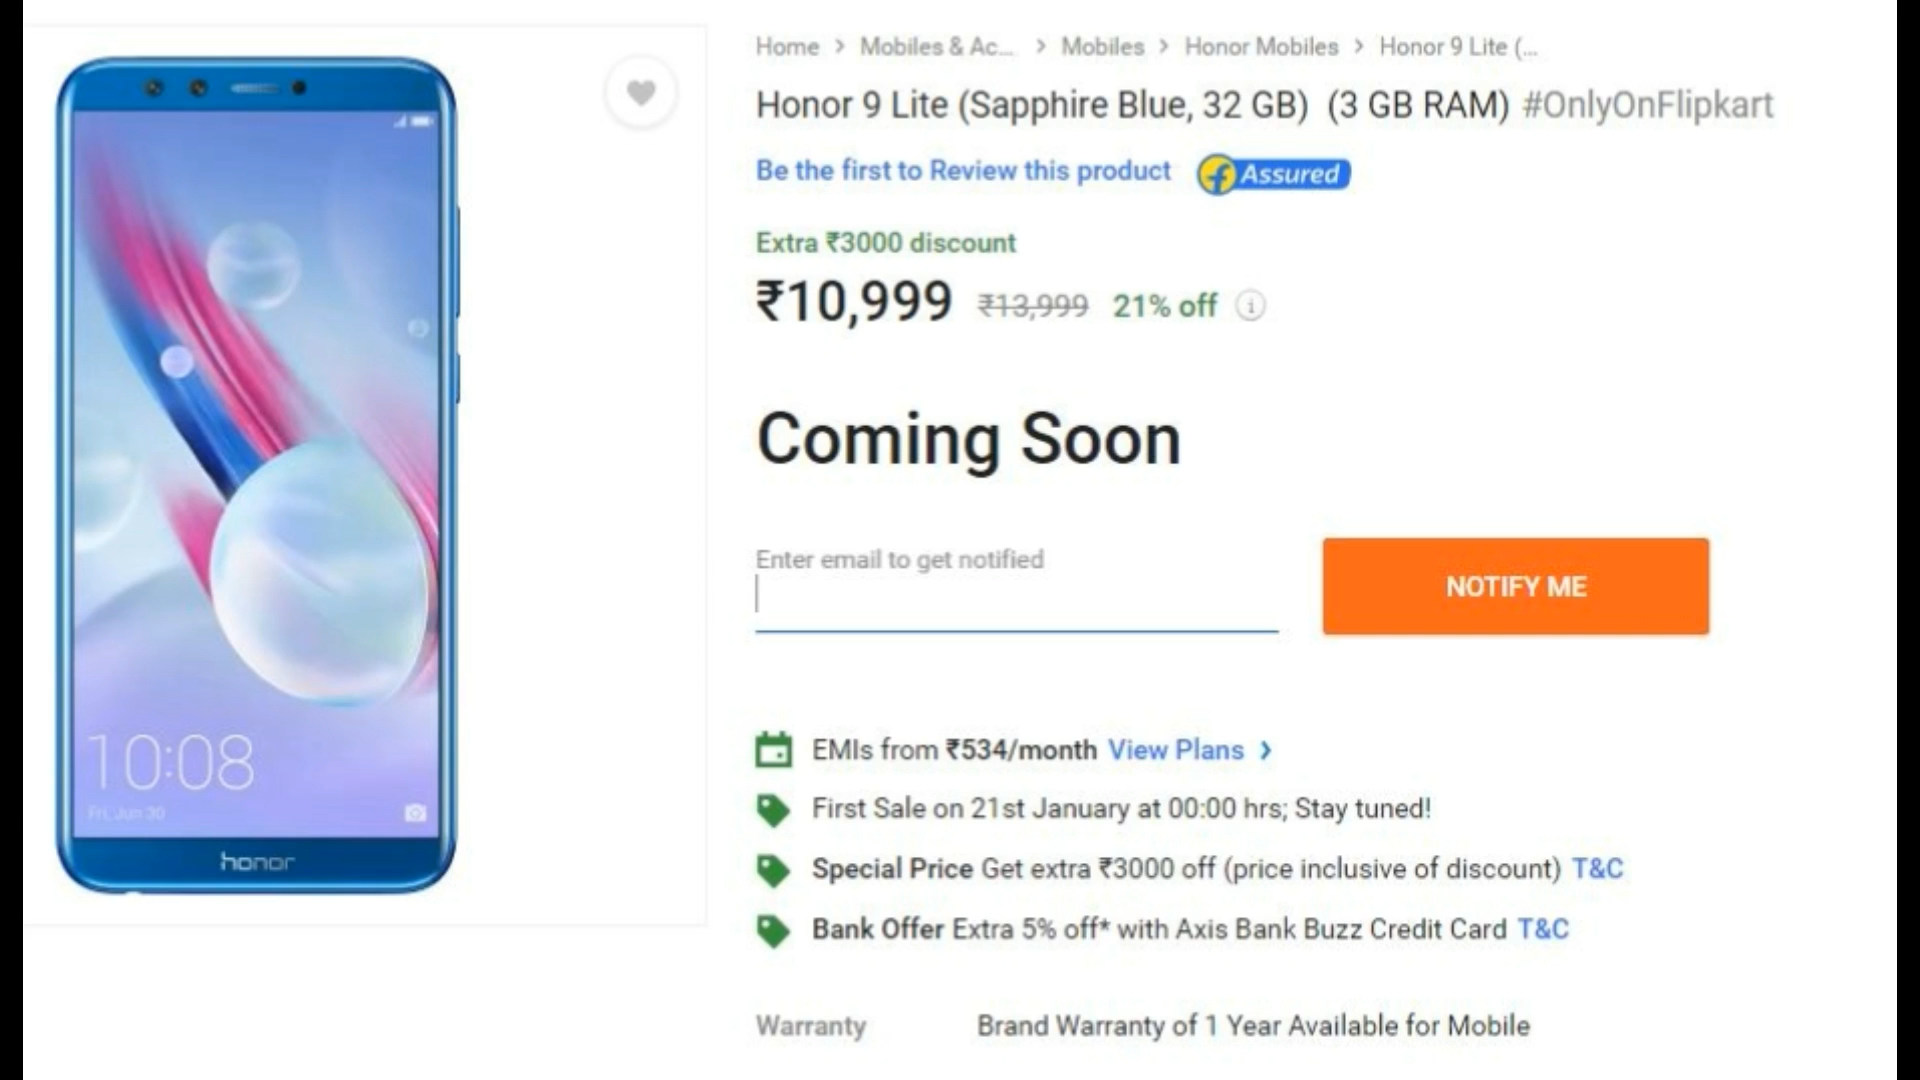 Home > Mobiles & Ac... > Mobiles > Honor Mobiles > Honor 9 Lite (...
Honor 9 Lite (Sapphire Blue, 32 GB) (3 GB RAM) #OnlyOnFlipkart
Be the first to Review this product Assured
Extra ₹3000 discount
₹10,999 ₹13,999 21% off
Coming Soon
Enter email to get notified
NOTIFY ME
EMIs from ₹534/month View Plans >
First Sale on 21st January at 00:00 hrs; Stay tuned!
Special Price Get extra ₹3000 off (price inclusive of discount) T&C
Bank Offer Extra 5% off* with Axis Bank Buzz Credit Card T&C
Warranty Brand Warranty of 1 Year Available for Mobile
10:08
Fri, Jun 30
honor